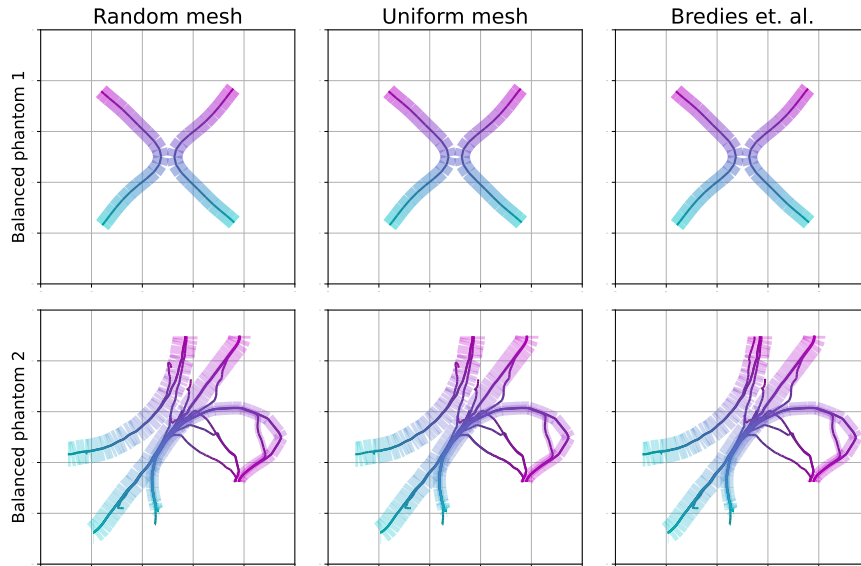 Random mesh
Uniform mesh
Bredies et. al.
Balanced phantom 1
Balanced phantom 2